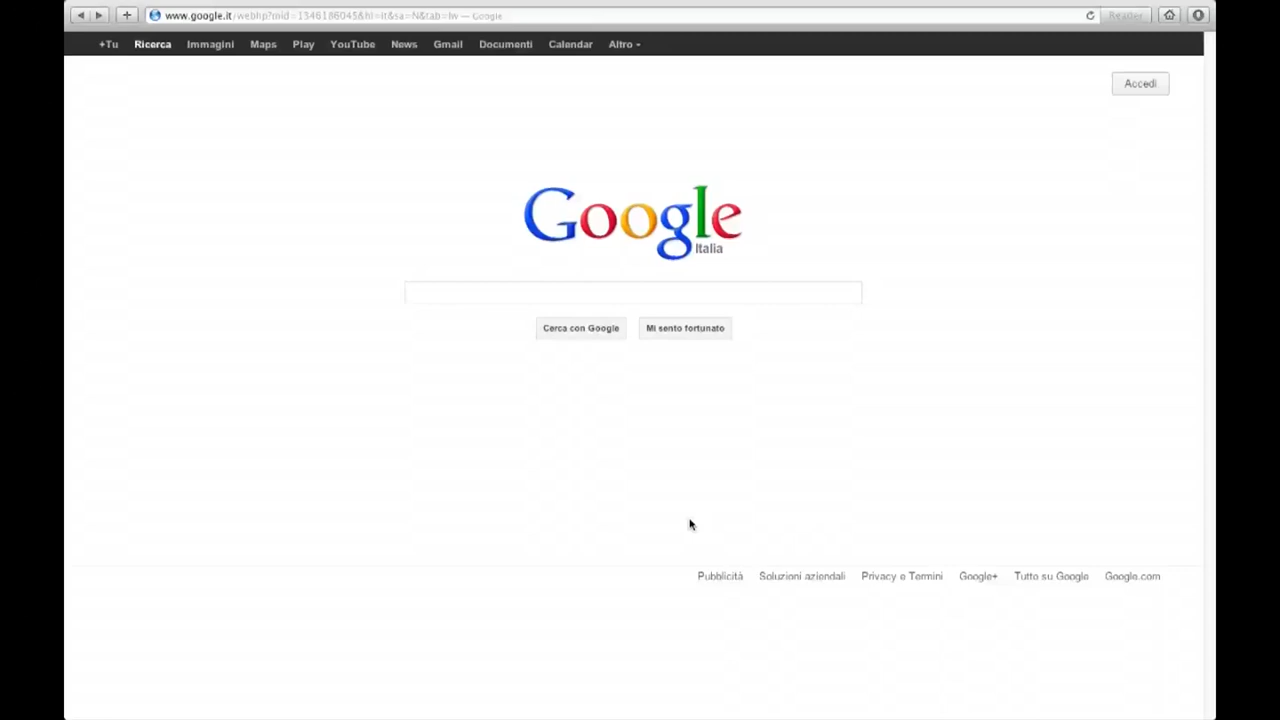 www.google.it/webhp?mid=1346186045&hl=it&sa=N&tab=lw — Google
Reader
+Tu Ricerca Immagini Maps Play YouTube News Gmail Documenti Calendar Altro
Accedi
Google
Italia
Cerca con Google Mi sento fortunato
Pubblicità Soluzioni aziendali Privacy e Termini Google+ Tutto su Google Google.com